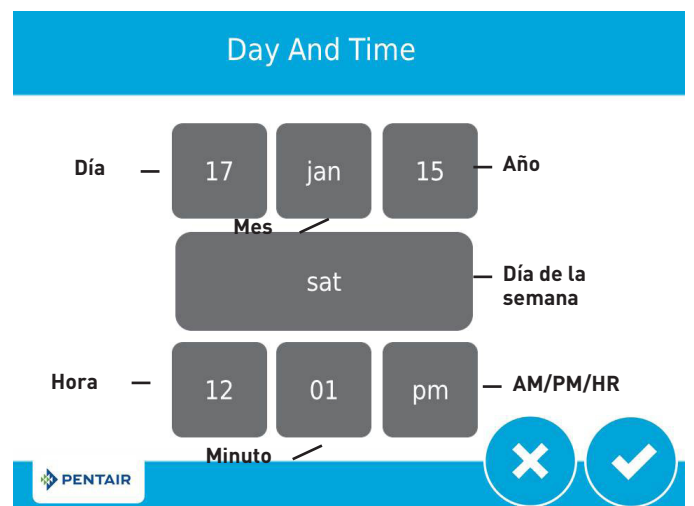 Day And Time
Día
17
jan
15
Año
Mes
sat
Día de la
semana
Hora
12
01
pm
AM/PM/HR
Minuto
PENTAIR